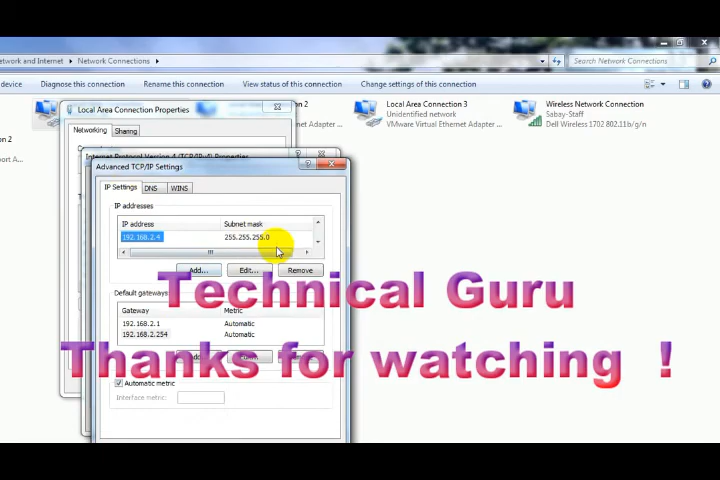 etwork and Internet ▸ Network Connections ▸
Search Network Connections
device
Diagnose this connection
Rename this connection
View status of this connection
Change settings of this connection
Local Area Connection 3
Unidentified network
VMware Virtual Ethernet Adapter ...
Wireless Network Connection
Sabay-Staff
Dell Wireless 1702 802.11b/g/n
Local Area Connection Properties
Networking
Sharing
Internet Protocol Version 4 (TCP/IPv4) Properties
Advanced TCP/IP Settings
IP Settings
DNS
WINS
IP addresses
IP address
Subnet mask
192.168.2.4
255.255.255.0
Add...
Edit...
Remove
Technical Guru
Default gateways:
Gateway
Metric
192.168.2.1
Automatic
192.168.2.254
Automatic
Thanks for watching !
Automatic metric
Interface metric: